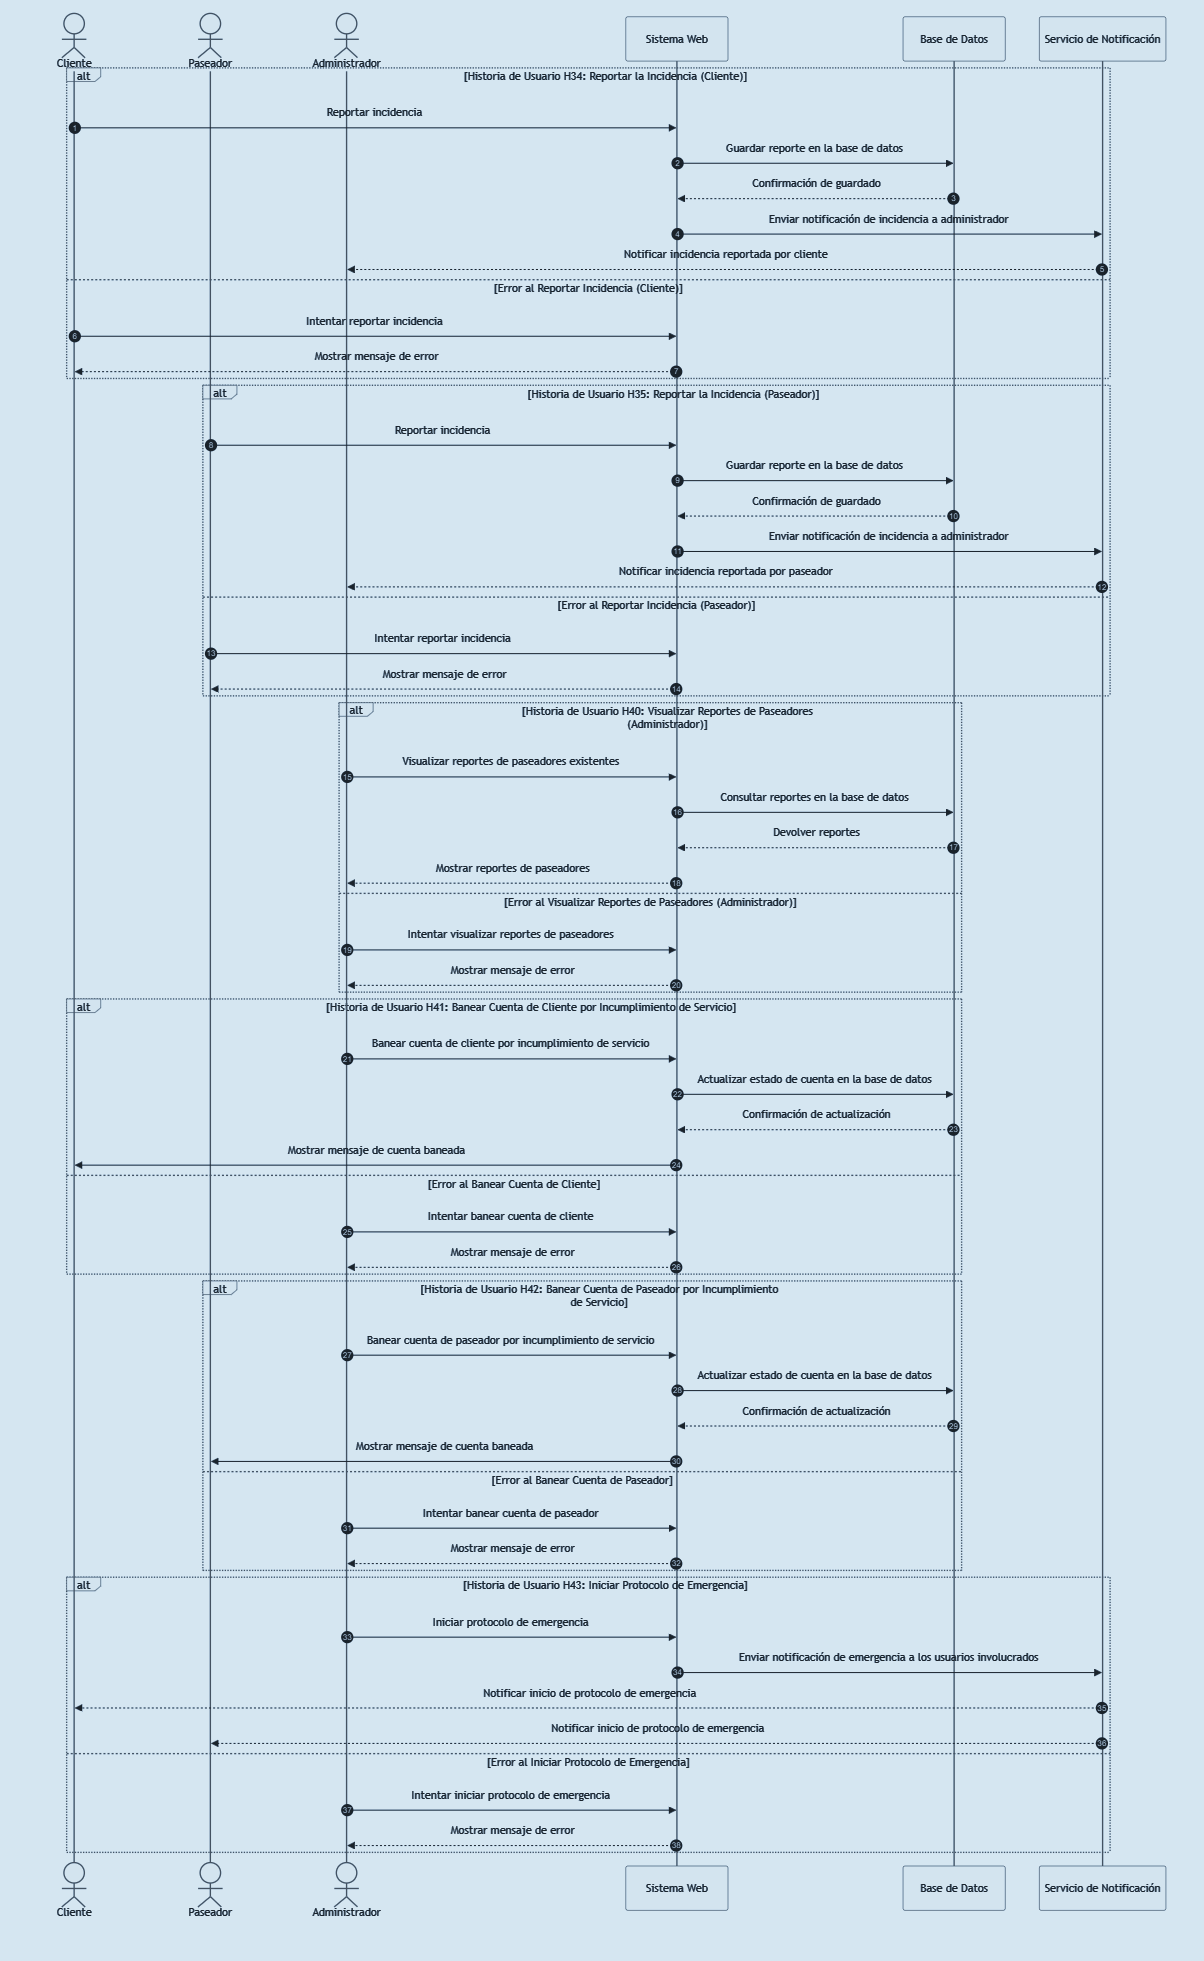 Cliente
Paseador
Administrador
Sistema Web
Base de Datos
Servicio de Notificación
alt
[Historia de Usuario H34: Reportar la Incidencia (Cliente)]
Reportar incidencia
1
Guardar reporte en la base de datos
2
Confirmación de guardado
3
Enviar notificación de incidencia a administrador
4
Notificar incidencia reportada por cliente
5
[Error al Reportar Incidencia (Cliente)]
Intentar reportar incidencia
6
Mostrar mensaje de error
7
alt
[Historia de Usuario H35: Reportar la Incidencia (Paseador)]
Reportar incidencia
8
Guardar reporte en la base de datos
9
Confirmación de guardado
10
Enviar notificación de incidencia a administrador
11
Notificar incidencia reportada por paseador
12
[Error al Reportar Incidencia (Paseador)]
Intentar reportar incidencia
13
Mostrar mensaje de error
14
alt
[Historia de Usuario H40: Visualizar Reportes de Paseadores
(Administrador)]
Visualizar reportes de paseadores existentes
15
Consultar reportes en la base de datos
16
Devolver reportes
17
Mostrar reportes de paseadores
18
[Error al Visualizar Reportes de Paseadores (Administrador)]
Intentar visualizar reportes de paseadores
19
Mostrar mensaje de error
20
alt
[Historia de Usuario H41: Banear Cuenta de Cliente por Incumplimiento de Servicio]
Banear cuenta de cliente por incumplimiento de servicio
21
Actualizar estado de cuenta en la base de datos
22
Confirmación de actualización
23
Mostrar mensaje de cuenta baneada
24
[Error al Banear Cuenta de Cliente]
Intentar banear cuenta de cliente
25
Mostrar mensaje de error
26
alt
[Historia de Usuario H42: Banear Cuenta de Paseador por Incumplimiento
de Servicio]
Banear cuenta de paseador por incumplimiento de servicio
27
Actualizar estado de cuenta en la base de datos
28
Confirmación de actualización
29
Mostrar mensaje de cuenta baneada
30
[Error al Banear Cuenta de Paseador]
Intentar banear cuenta de paseador
31
Mostrar mensaje de error
32
alt
[Historia de Usuario H43: Iniciar Protocolo de Emergencia]
Iniciar protocolo de emergencia
33
Enviar notificación de emergencia a los usuarios involucrados
34
Notificar inicio de protocolo de emergencia
35
Notificar inicio de protocolo de emergencia
36
[Error al Iniciar Protocolo de Emergencia]
Intentar iniciar protocolo de emergencia
37
Mostrar mensaje de error
38
Cliente
Paseador
Administrador
Sistema Web
Base de Datos
Servicio de Notificación